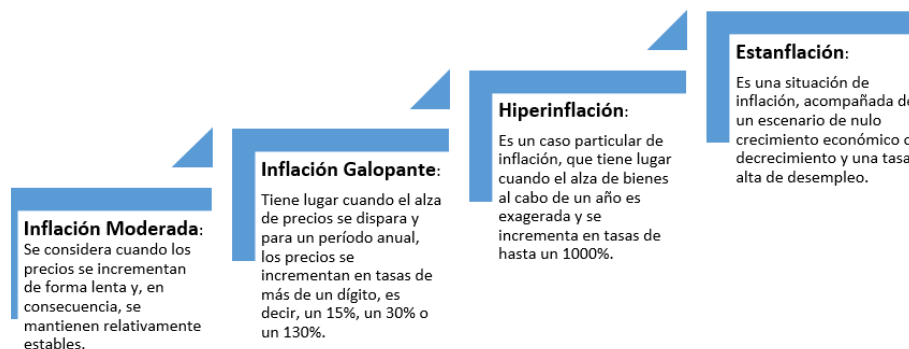 Inflación Moderada:
Se considera cuando los
precios se incrementan
de forma lenta y, en
consecuencia, se
mantienen relativamente
estables.
Inflación Galopante:
Tiene lugar cuando el alza
de precios se dispara y
para un período anual,
los precios se
incrementan en tasas de
más de un dígito, es
decir, un 15%, un 30% o
un 130%.
Hiperinflación:
Es un caso particular de
inflación, que tiene lugar
cuando el alza de bienes
al cabo de un año es
exagerada y se
incrementa en tasas de
hasta un 1000%.
Estanflación:
Es una situación de
inflación, acompañada de
un escenario de nulo
crecimiento económico o
decrecimiento y una tasa
alta de desempleo.